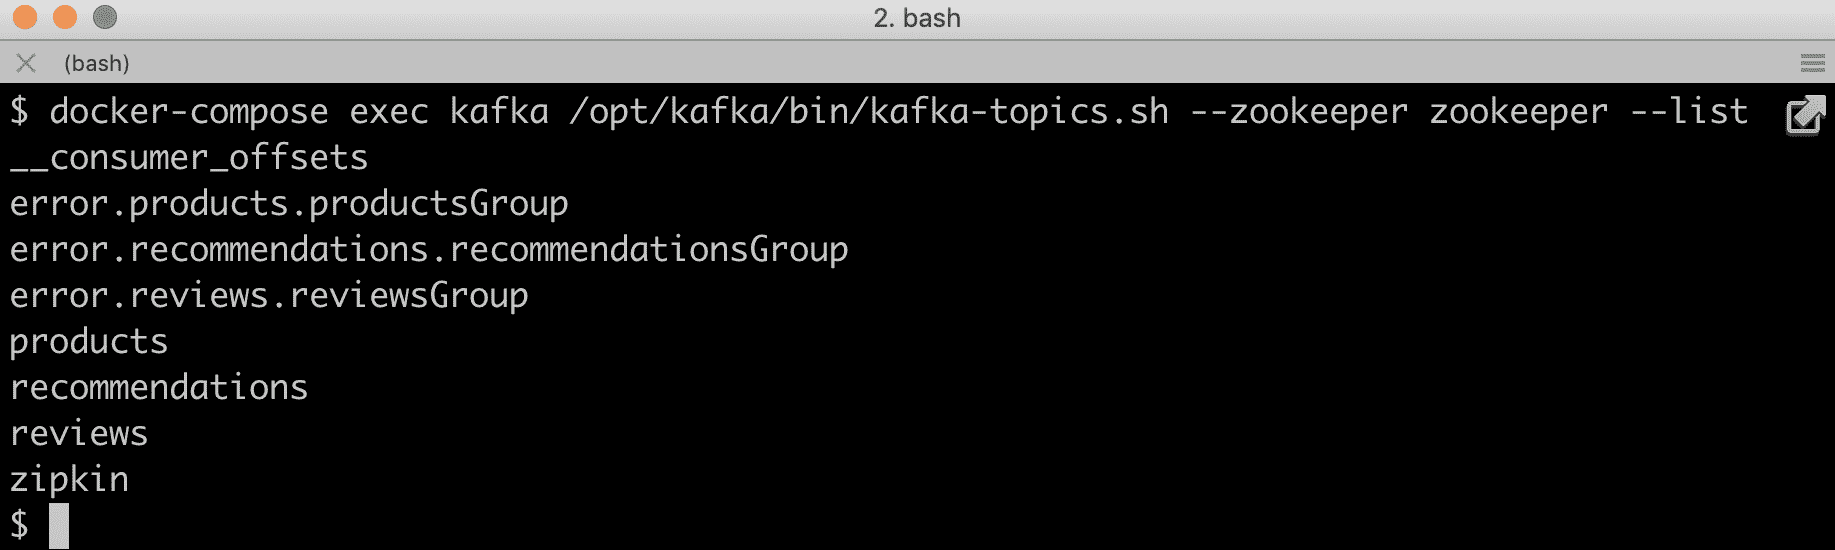 2. bash
(bash)
$ docker-compose exec kafka /opt/kafka/bin/kafka-topics.sh --zookeeper zookeeper --list
__consumer_offsets
error.products.productsGroup
error.recommendations.recommendationsGroup
error.reviews.reviewsGroup
products
recommendations
reviews
zipkin
$